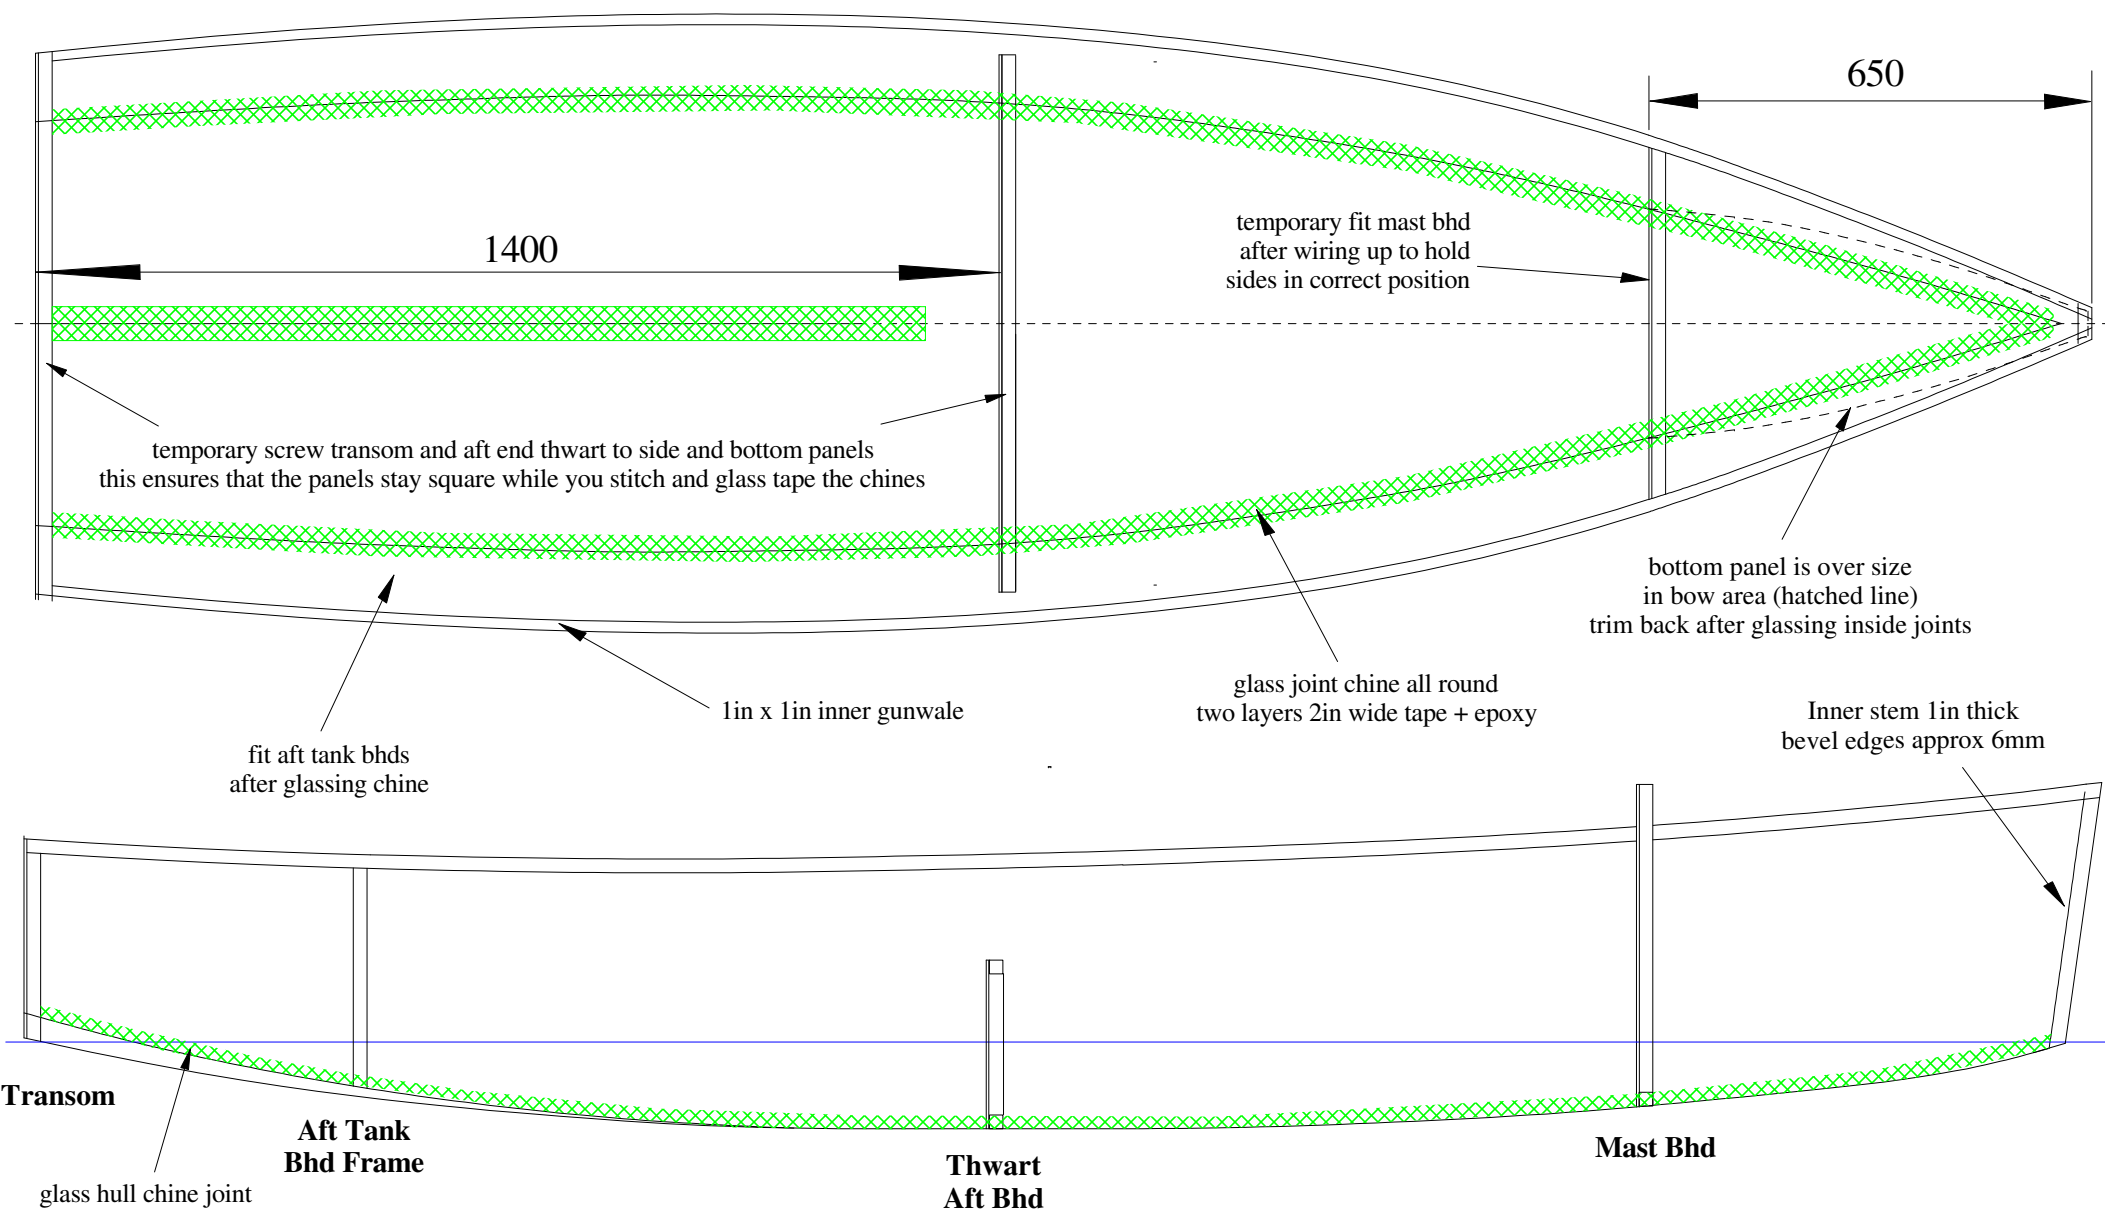 650
1400
temporary fit mast bhd
after wiring up to hold
sides in correct position
temporary screw transom and aft end thwart to side and bottom panels
this ensures that the panels stay square while you stitch and glass tape the chines
bottom panel is over size
in bow area (hatched line)
trim back after glassing inside joints
glass joint chine all round
two layers 2in wide tape + epoxy
1in x 1in inner gunwale
Inner stem 1in thick
bevel edges approx 6mm
fit aft tank bhds
after glassing chine
Transom
Aft Tank
Bhd Frame
Thwart
Aft Bhd
Mast Bhd
glass hull chine joint